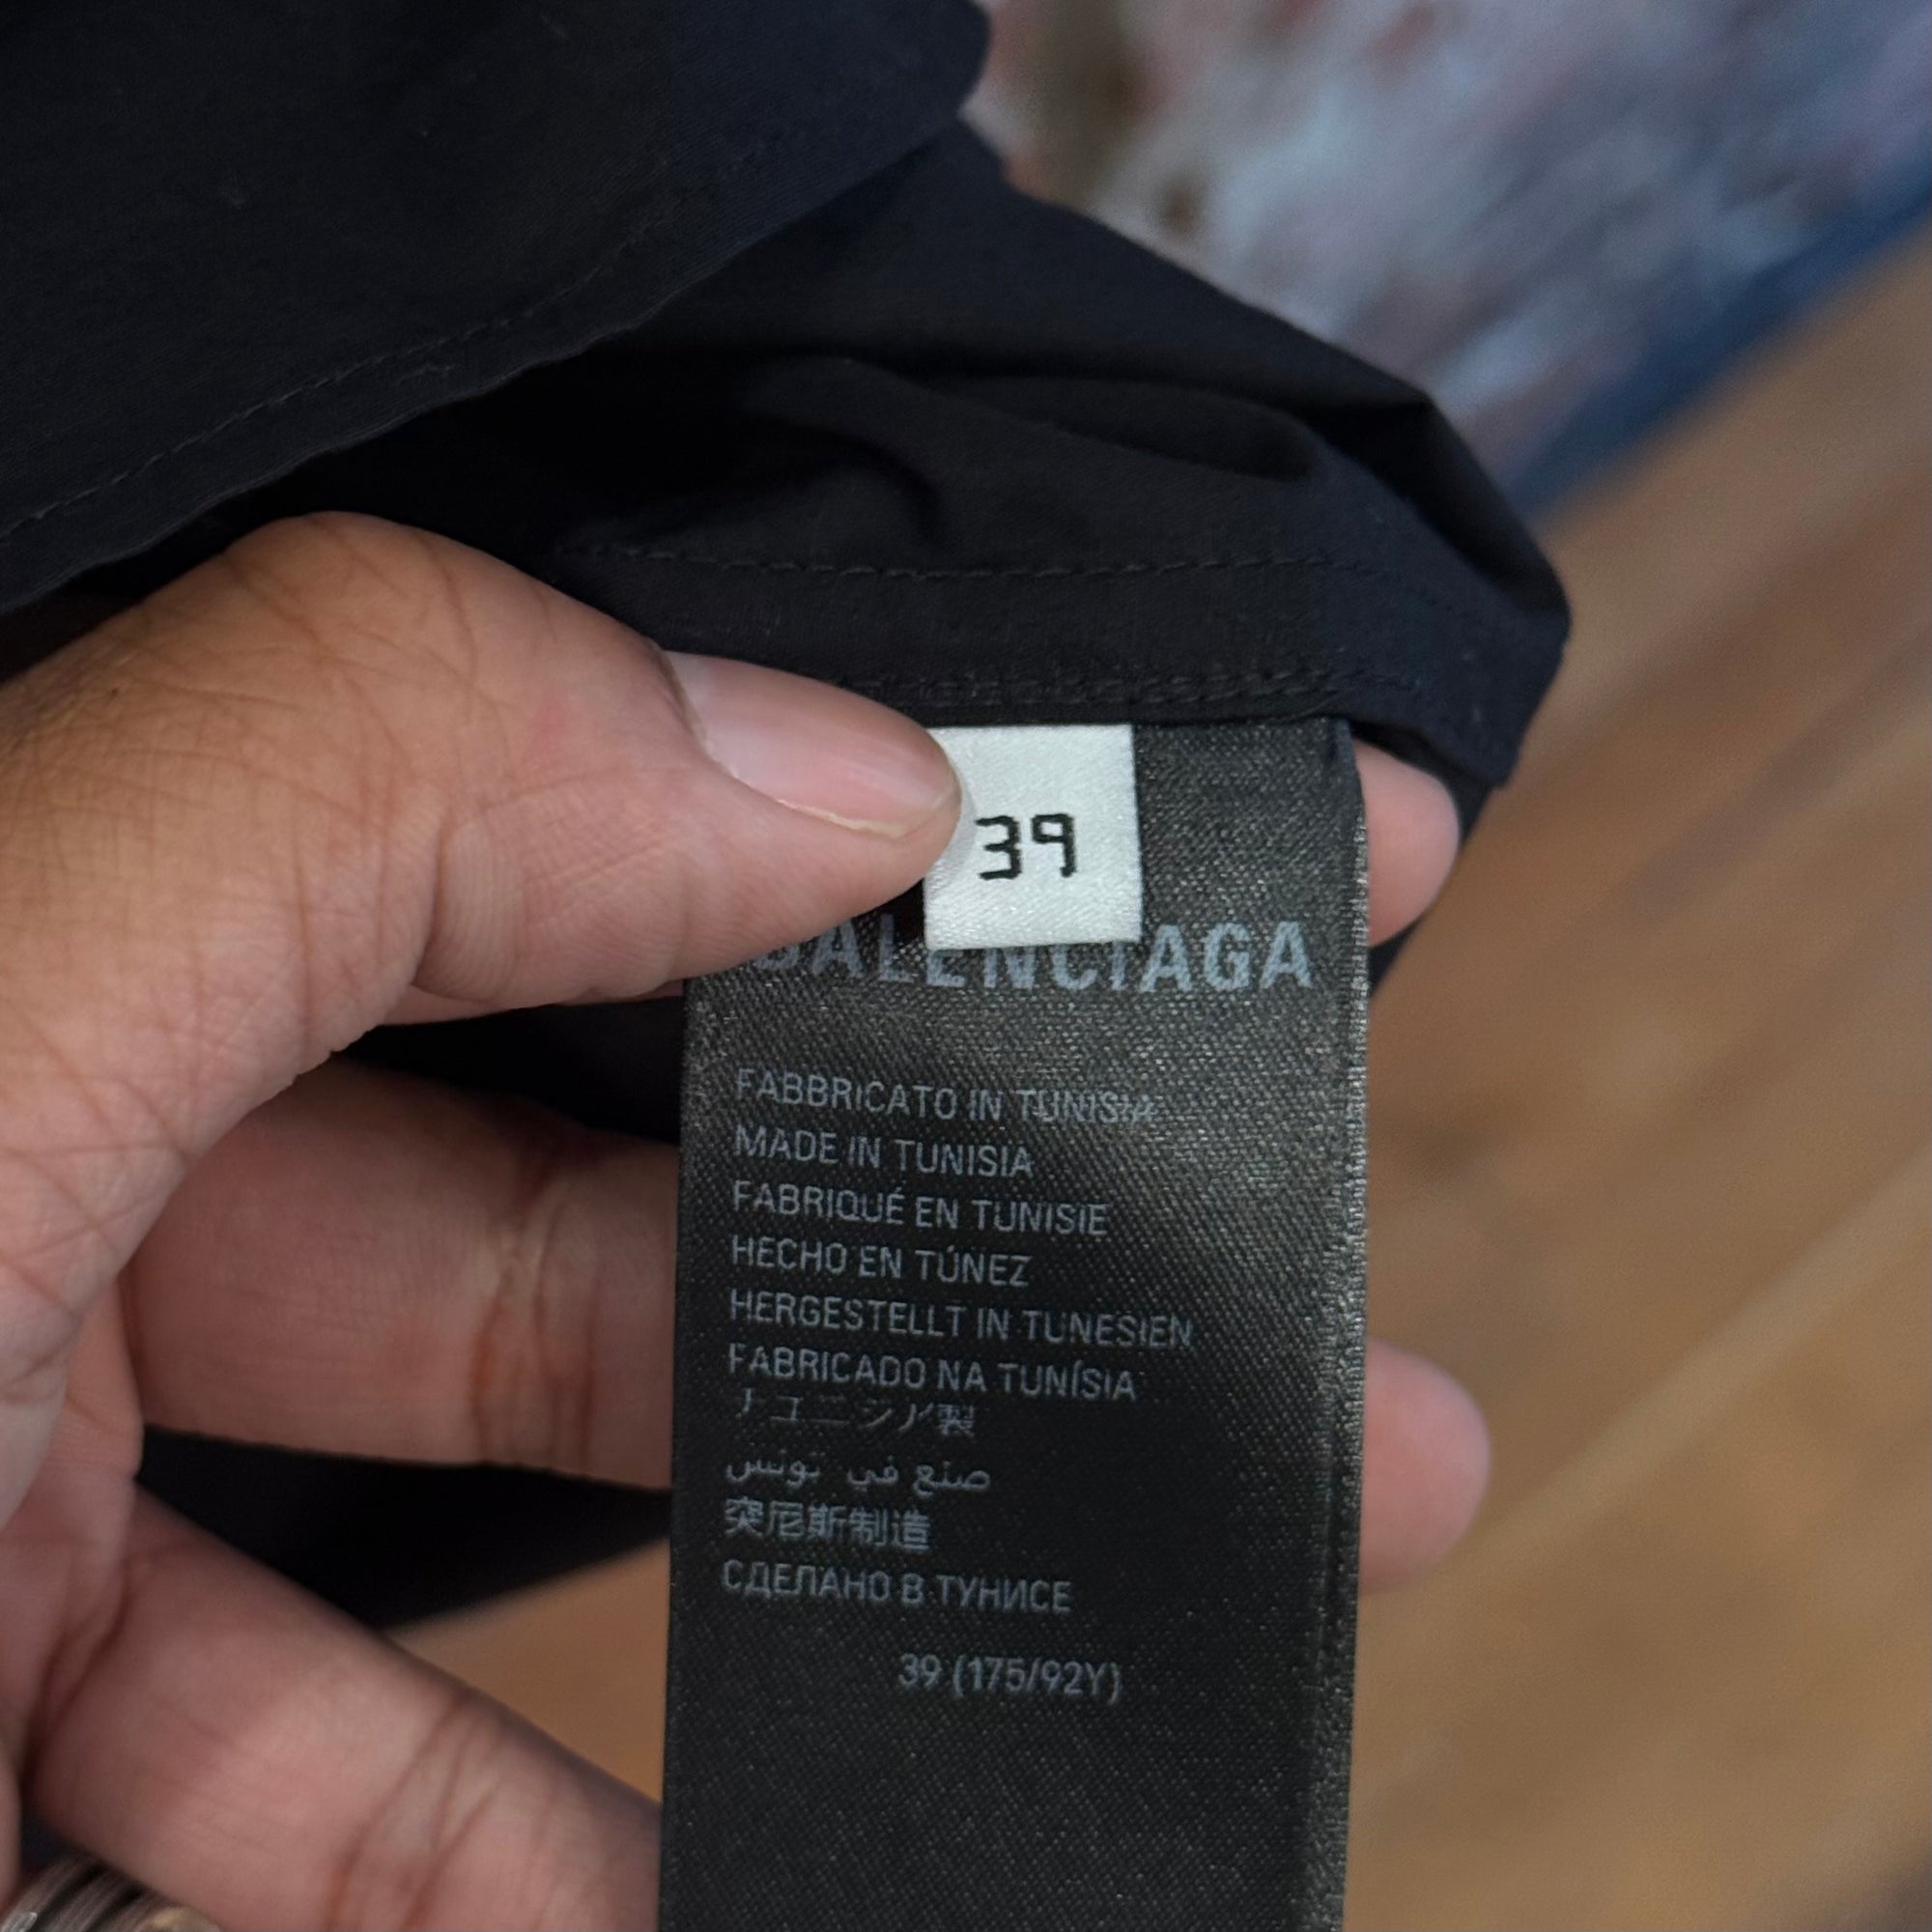 39
BALENCIAGA
FABBRICATO IN TUNISIA
MADE IN TUNISIA
FABRIQUÉ EN TUNISIE
HECHO EN TÚNEZ
HERGESTELLT IN TUNESIEN
FABRICADO NA TUNÍSIA
チュニジア製
صنع في تونس
突尼斯制造
СДЕЛАНО В ТУНИСЕ
39 (175/92Y)